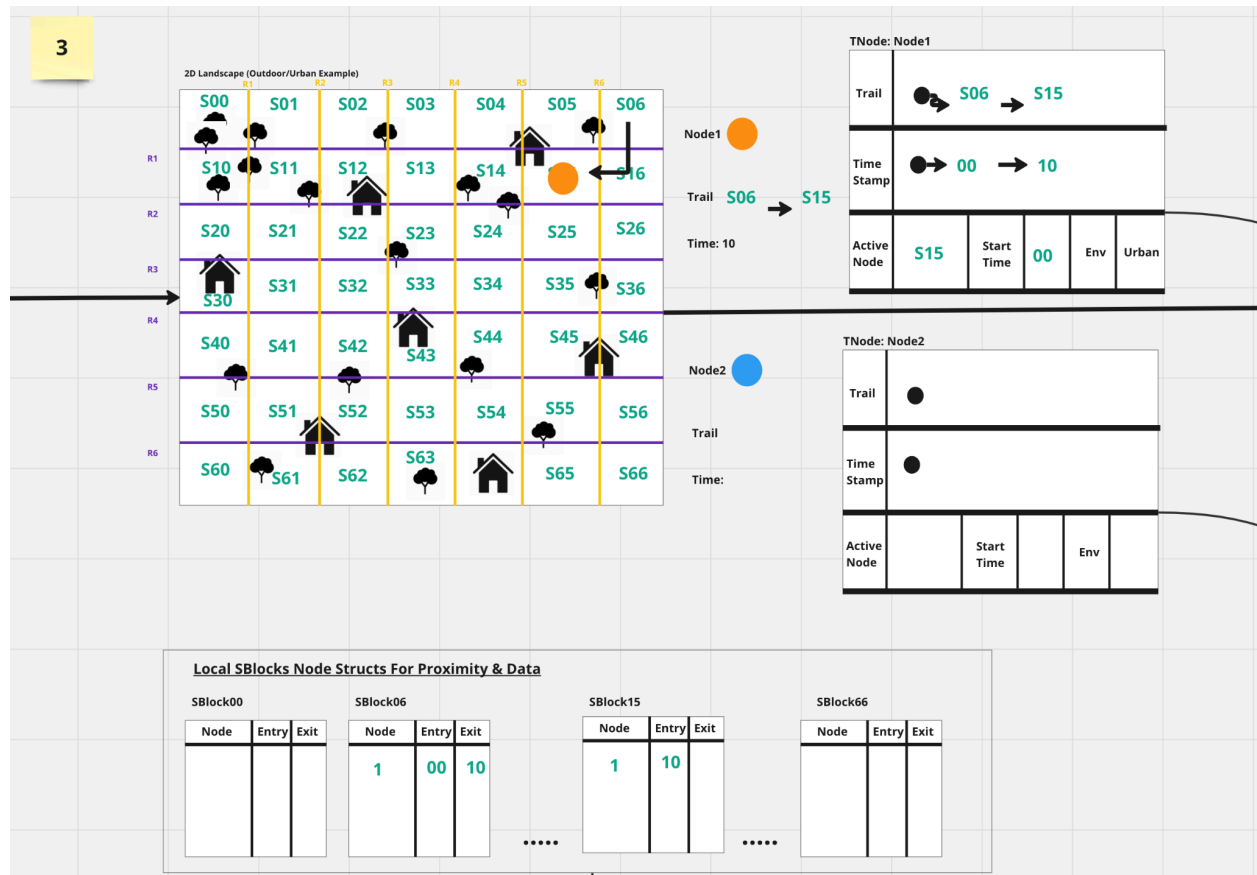 3
2D Landscape (Outdoor/Urban Example)
R1 R2 R3 R4 R5 R6
S00 S01 S02 S03 S04 S05 S06
R1
S10 S11 S12 S13 S14 S16
R2
S20 S21 S22 S23 S24 S25 S26
R3
S30 S31 S32 S33 S34 S35 S36
R4
S40 S41 S42 S43 S44 S45 S46
R5
S50 S51 S52 S53 S54 S55 S56
R6
S60 S61 S62 S63 S65 S66
Node1
Trail S06 S15
Time: 10
Node2
Trail
Time:
TNode: Node1
Trail S06 S15
Time Stamp 00 10
Active Node S15 Start Time 00 Env Urban
TNode: Node2
Trail
Time Stamp
Active Node Start Time Env
Local SBlocks Node Structs For Proximity & Data
SBlock00
Node Entry Exit
SBlock06
Node Entry Exit
1 00 10
.....
SBlock15
Node Entry Exit
1 10
.....
SBlock66
Node Entry Exit